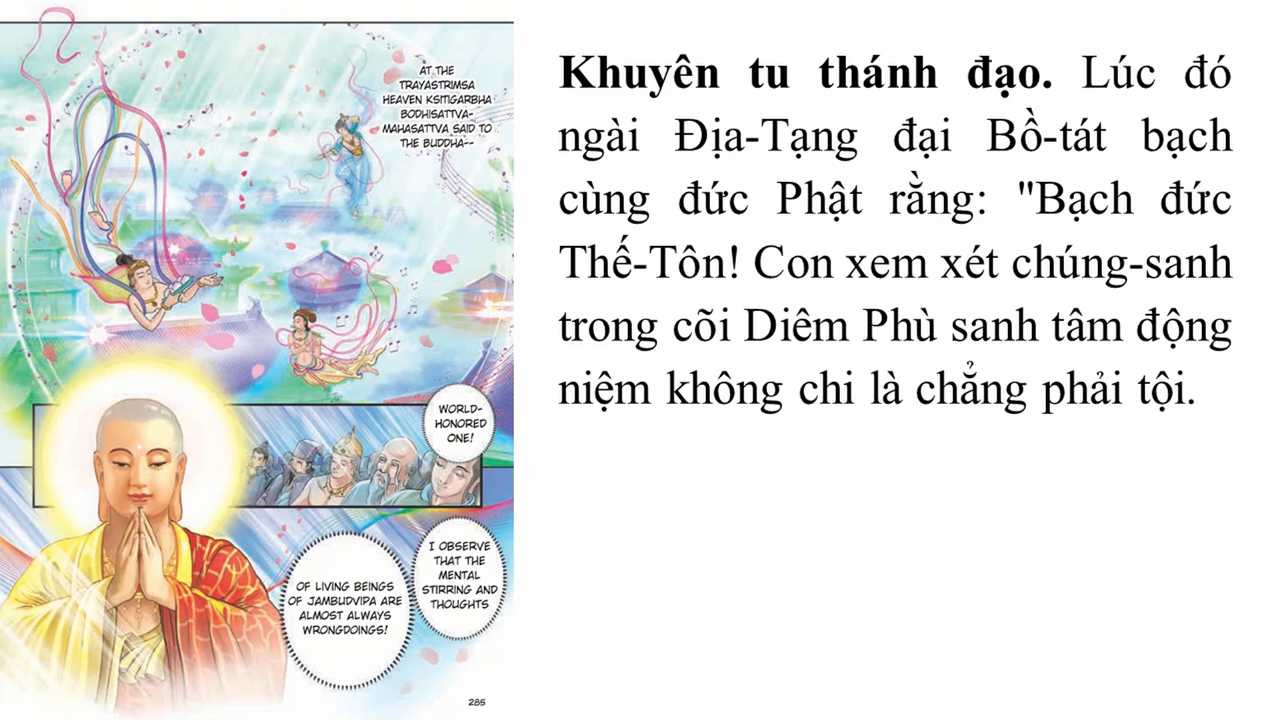 AT THE
TRAYASTRIMSA
HEAVEN KSITIGARBHA
BODHISATTVA-
MAHASATTVA SAID TO
THE BUDDHA--
WORLD-
HONORED
ONE!
I OBSERVE
THAT THE
MENTAL
STIRRING AND
THOUGHTS
OF LIVING BEINGS
OF JAMBUDVIPA ARE
ALMOST ALWAYS
WRONGDOINGS!
285
Khuyên tu thánh đạo. Lúc đó
ngài Địa-Tạng đại Bồ-tát bạch
cùng đức Phật rằng: "Bạch đức
Thế-Tôn! Con xem xét chúng-sanh
trong cõi Diêm Phù sanh tâm động
niệm không chi là chẳng phải tội.